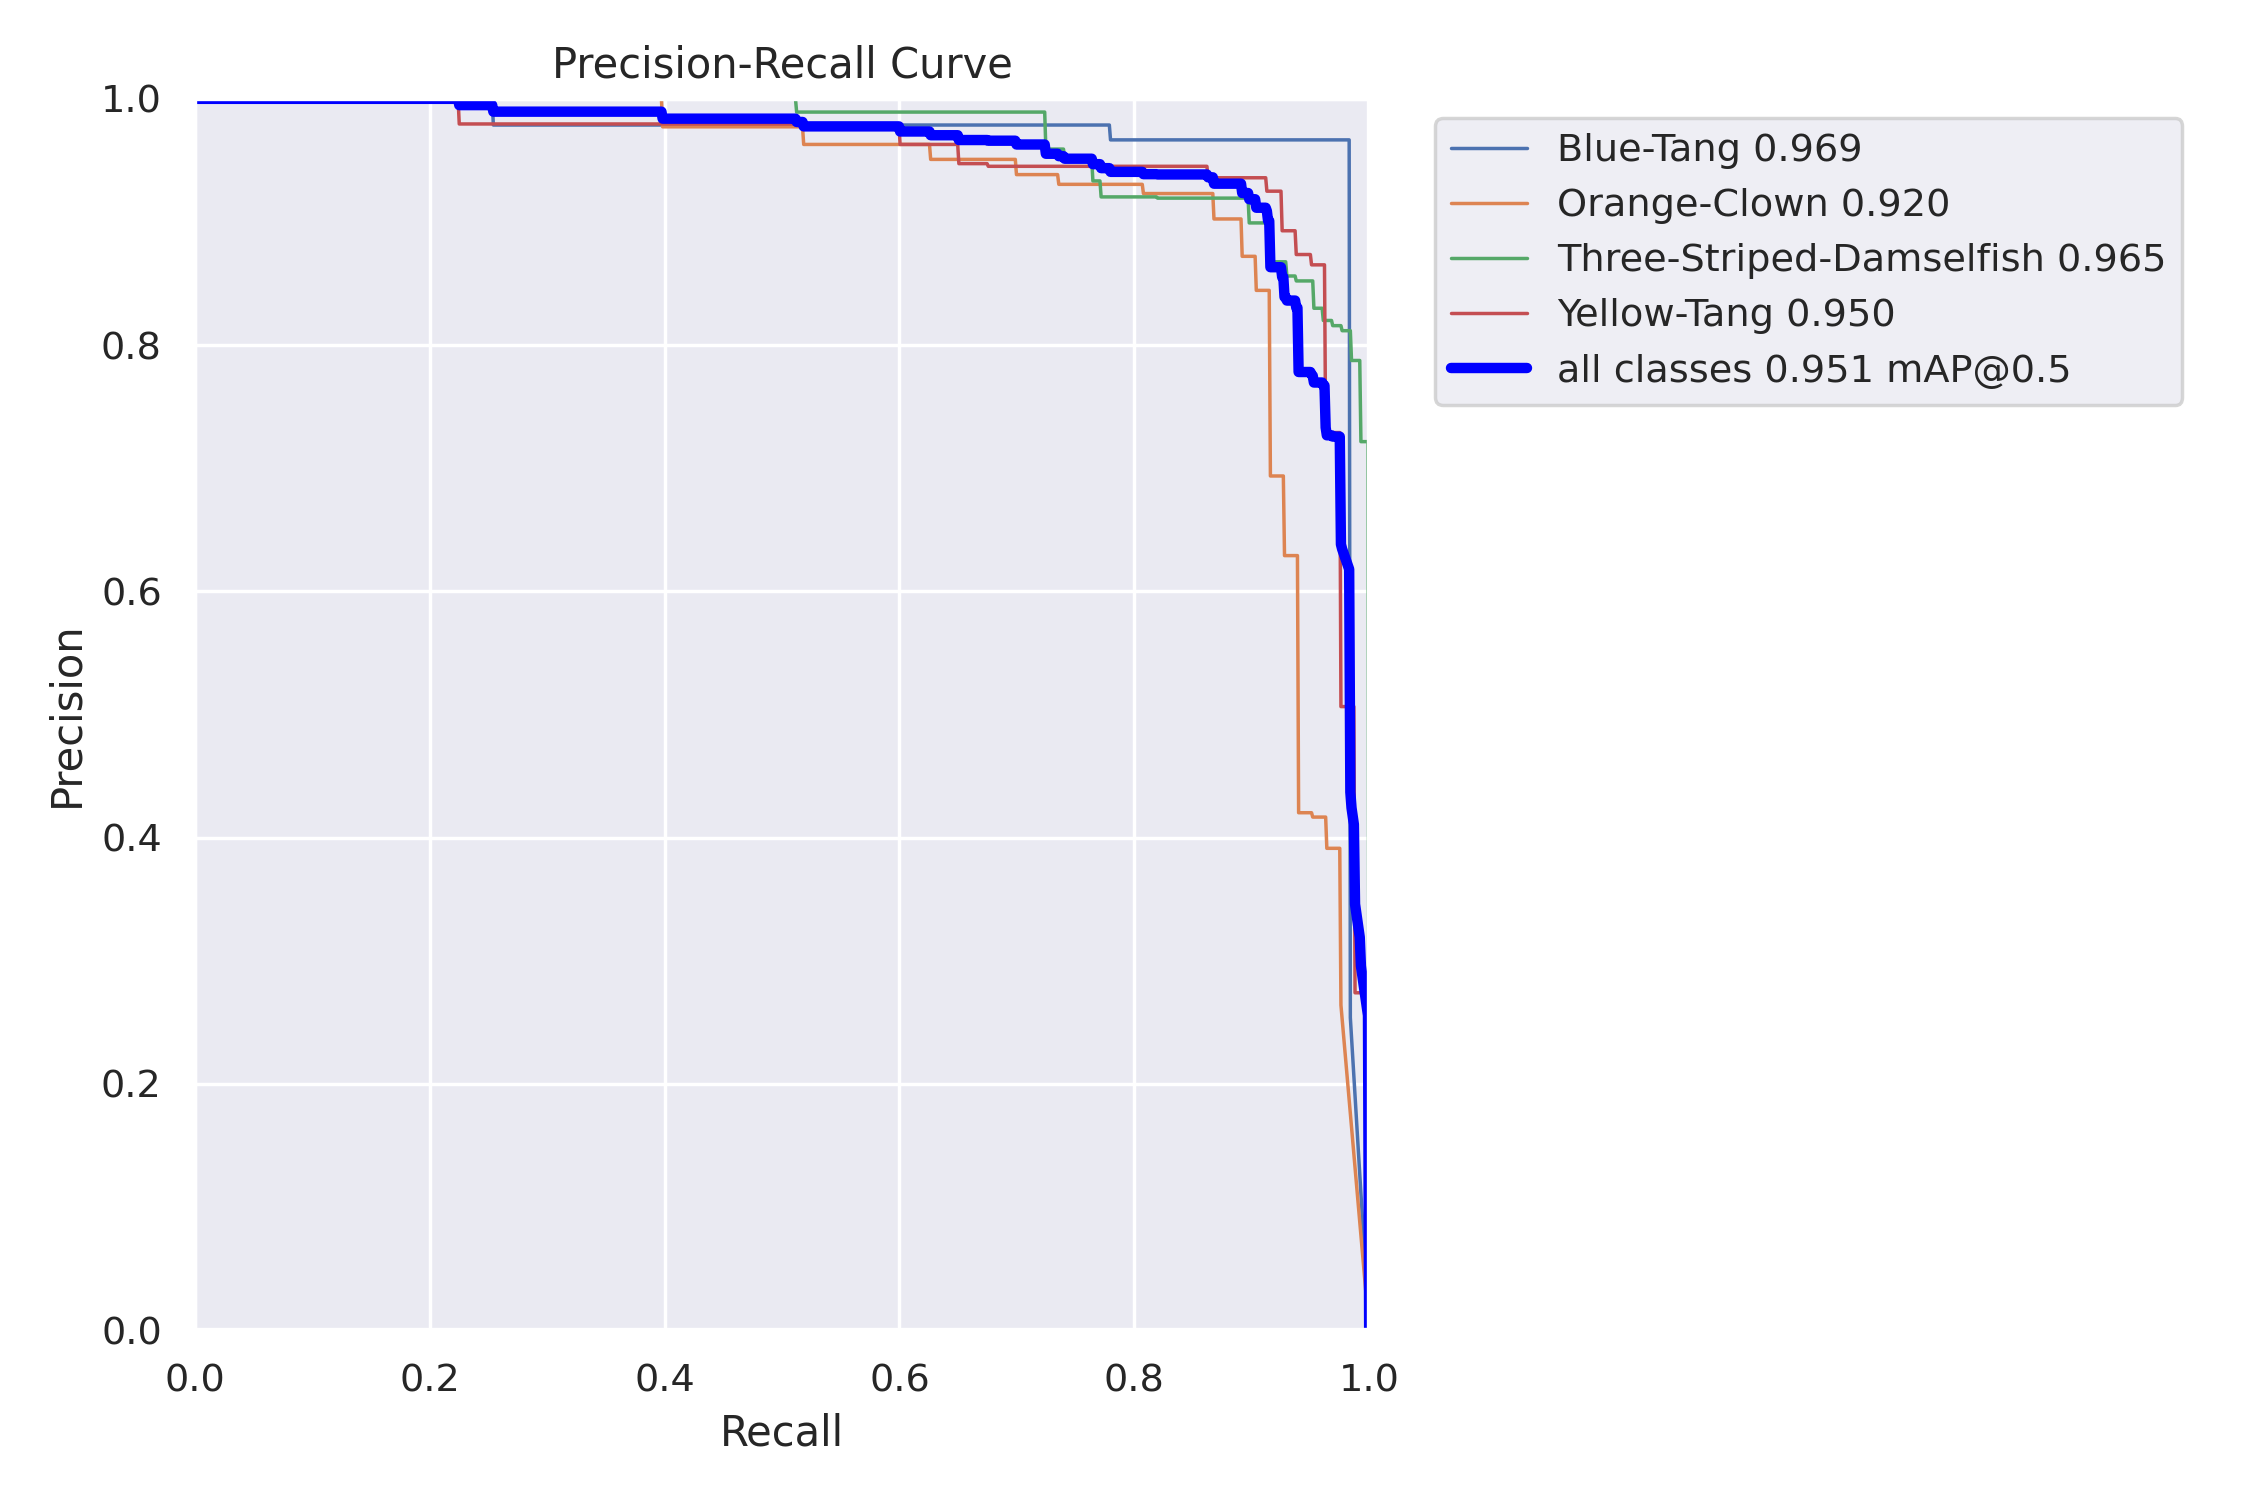 Precision-Recall Curve
1.0
0.8
0.6
0.4
0.2
0.0
Precision
0.0 0.2 0.4 0.6 0.8 1.0
Recall
Blue-Tang 0.969
Orange-Clown 0.920
Three-Striped-Damselfish 0.965
Yellow-Tang 0.950
all classes 0.951 mAP@0.5